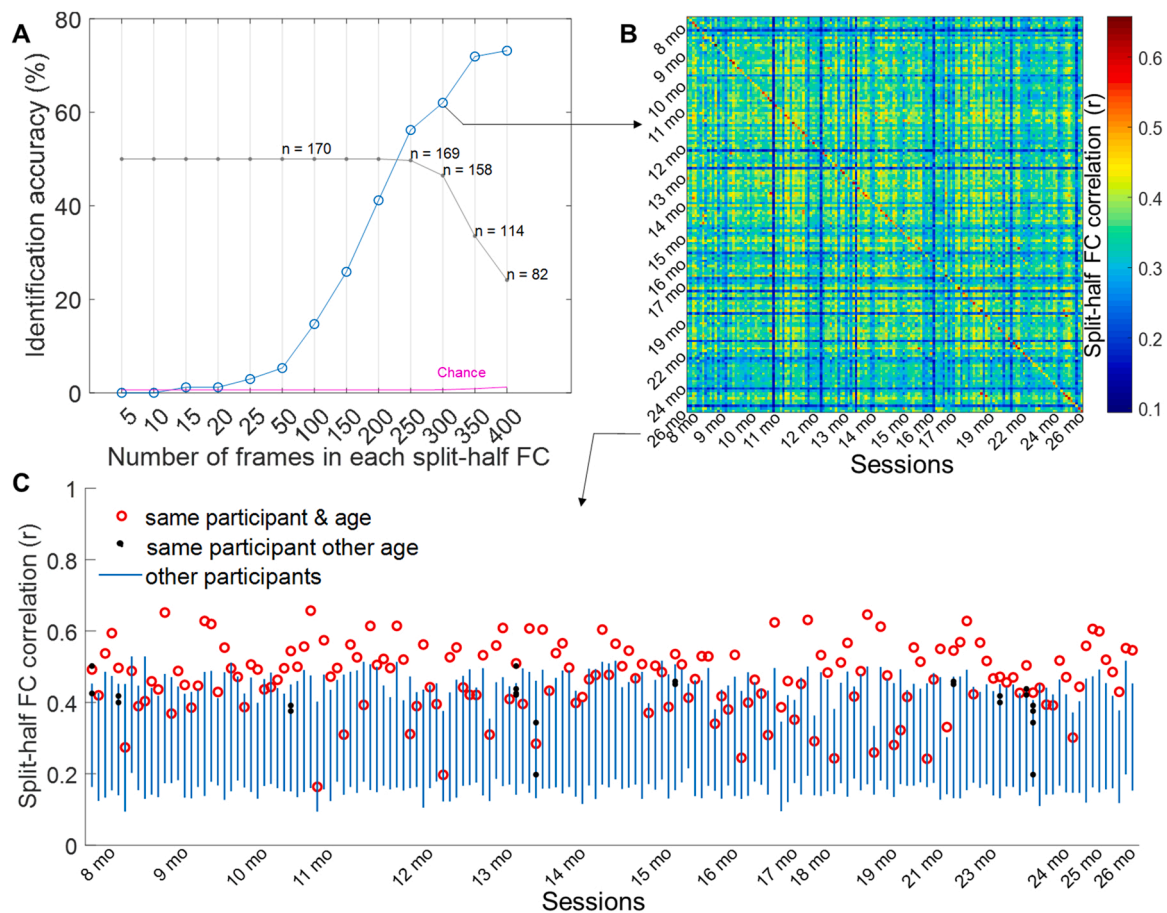 A
Identification accuracy (%)
80
60
40
20
0
n = 170
n = 169
n = 158
n = 114
n = 82
Chance
5 10 15 20 25 50 100 150 200 250 300 350 400
Number of frames in each split-half FC
B
8 mo
9 mo
10 mo
11 mo
12 mo
13 mo
14 mo
15 mo
16 mo
17 mo
19 mo
22 mo
24 mo
26 mo
8 mo 9 mo 10 mo 11 mo 12 mo 13 mo 14 mo 15 mo 16 mo 17 mo 19 mo 22 mo 24 mo 26 mo
Sessions
Split-half FC correlation (r)
0.6
0.5
0.4
0.3
0.2
0.1
C
Split-half FC correlation (r)
1
0.8
0.6
0.4
0.2
0
same participant & age
same participant other age
other participants
8 mo 9 mo 10 mo 11 mo 12 mo 13 mo 14 mo 15 mo 16 mo 17 mo 18 mo 19 mo 21 mo 23 mo 24 mo 25 mo 26 mo
Sessions